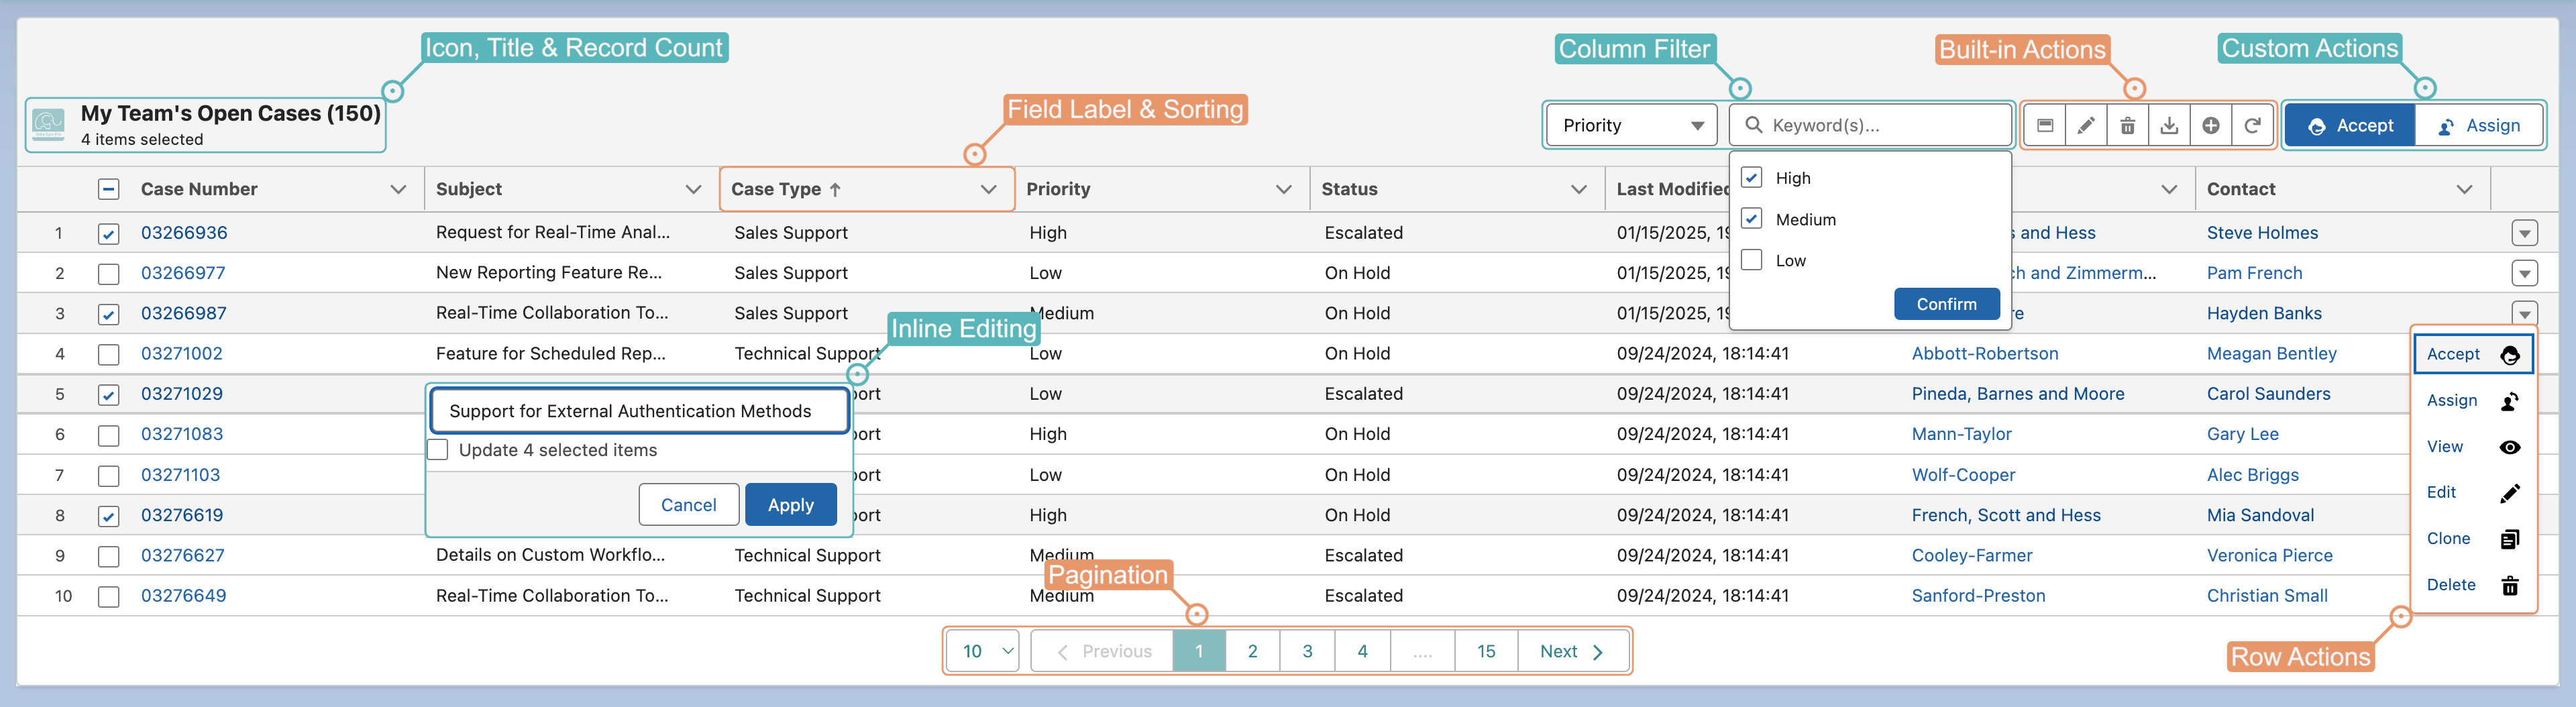 Icon, Title & Record Count
Column Filter
Built-in Actions
Custom Actions
My Team's Open Cases (150)
4 items selected
Field Label & Sorting
Priority
Keyword(s)...
Accept
Assign
Case Number Subject Case Type Priority Status Last Modified Contact
High
Medium
Low
Confirm
1 03266936 Request for Real-Time Anal... Sales Support High Escalated 01/15/2025, 19 and Hess Steve Holmes
2 03266977 New Reporting Feature Re... Sales Support Low On Hold 01/15/2025, 19 ch and Zimmerm... Pam French
3 03266987 Real-Time Collaboration To... Sales Support Medium On Hold 01/15/2025, 19 re Hayden Banks
Inline Editing
4 03271002 Feature for Scheduled Rep... Technical Support Low On Hold 09/24/2024, 18:14:41 Abbott-Robertson Meagan Bentley
5 03271029 ort Low Escalated 09/24/2024, 18:14:41 Pineda, Barnes and Moore Carol Saunders
6 03271083 ort High On Hold 09/24/2024, 18:14:41 Mann-Taylor Gary Lee
7 03271103 ort Low On Hold 09/24/2024, 18:14:41 Wolf-Cooper Alec Briggs
8 03276619 ort High On Hold 09/24/2024, 18:14:41 French, Scott and Hess Mia Sandoval
9 03276627 Details on Custom Workflo... Technical Support Medium Escalated 09/24/2024, 18:14:41 Cooley-Farmer Veronica Pierce
10 03276649 Real-Time Collaboration To... Technical Support Medium Escalated 09/24/2024, 18:14:41 Sanford-Preston Christian Small
Support for External Authentication Methods
Update 4 selected items
Cancel Apply
Accept
Assign
View
Edit
Clone
Delete
Pagination
10 Previous 1 2 3 4 .... 15 Next
Row Actions